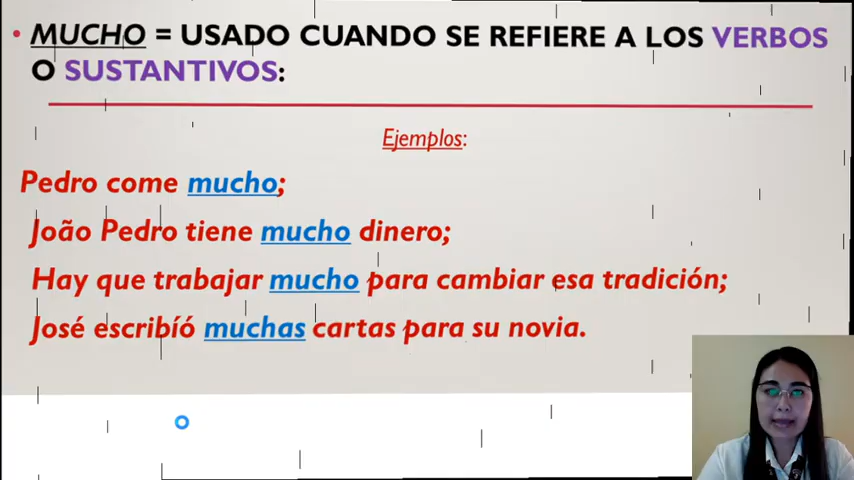 • MUCHO = USADO CUANDO SE REFIERE A LOS VERBOS
O SUSTANTIVOS:
Ejemplos:
Pedro come mucho;
João Pedro tiene mucho dinero;
Hay que trabajar mucho para cambiar esa tradición;
José escribíó muchas cartas para su novia.